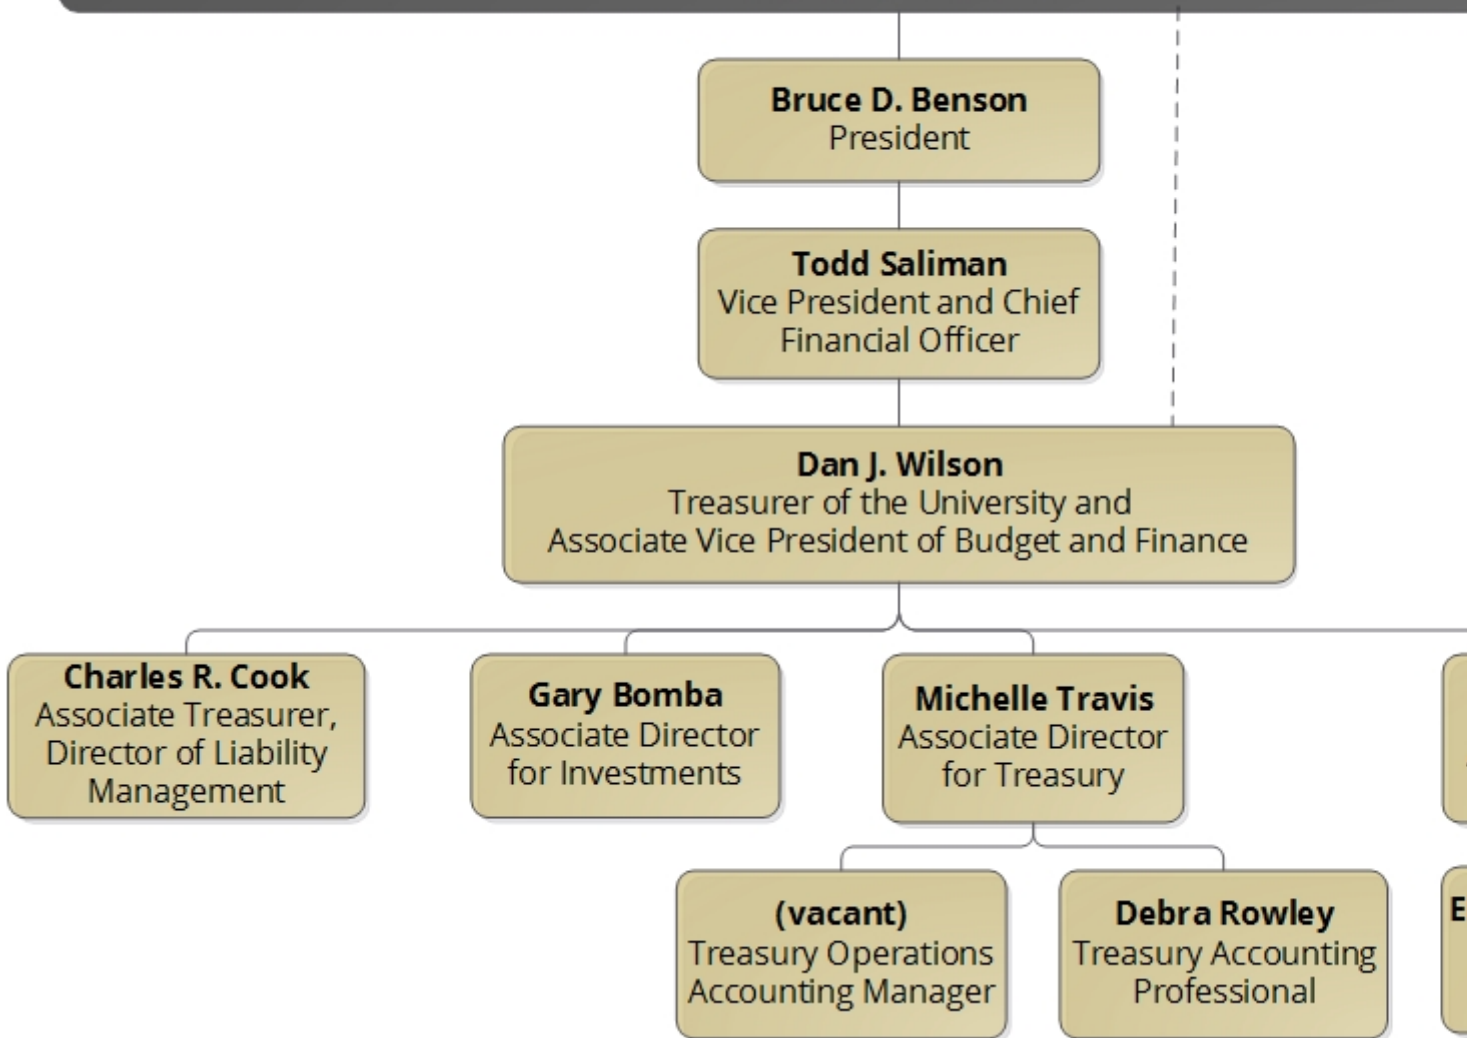 Bruce D. Benson
President
Todd Saliman
Vice President and Chief
Financial Officer
Dan J. Wilson
Treasurer of the University and
Associate Vice President of Budget and Finance
Charles R. Cook
Associate Treasurer,
Director of Liability
Management
Gary Bomba
Associate Director
for Investments
Michelle Travis
Associate Director
for Treasury
(vacant)
Treasury Operations
Accounting Manager
Debra Rowley
Treasury Accounting
Professional